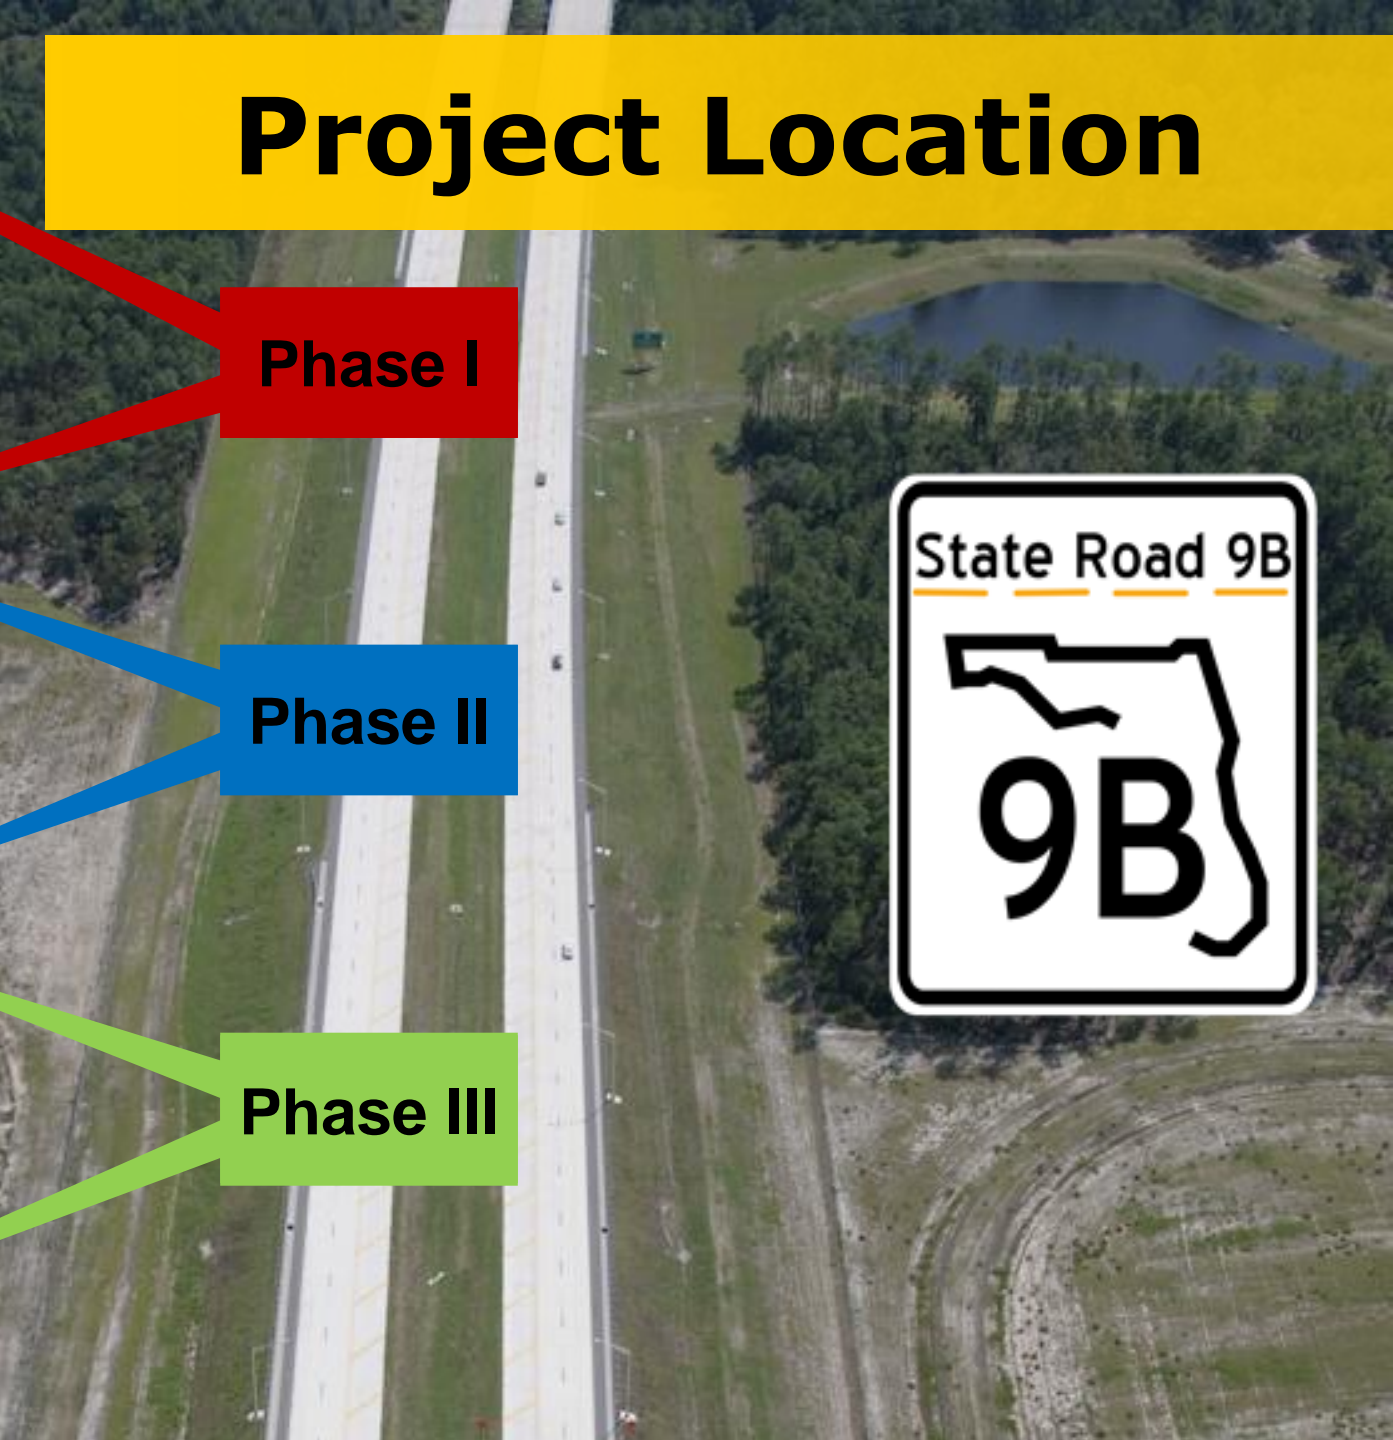 Project Location
Phase I
State Road 9B
9B
Phase II
Phase III